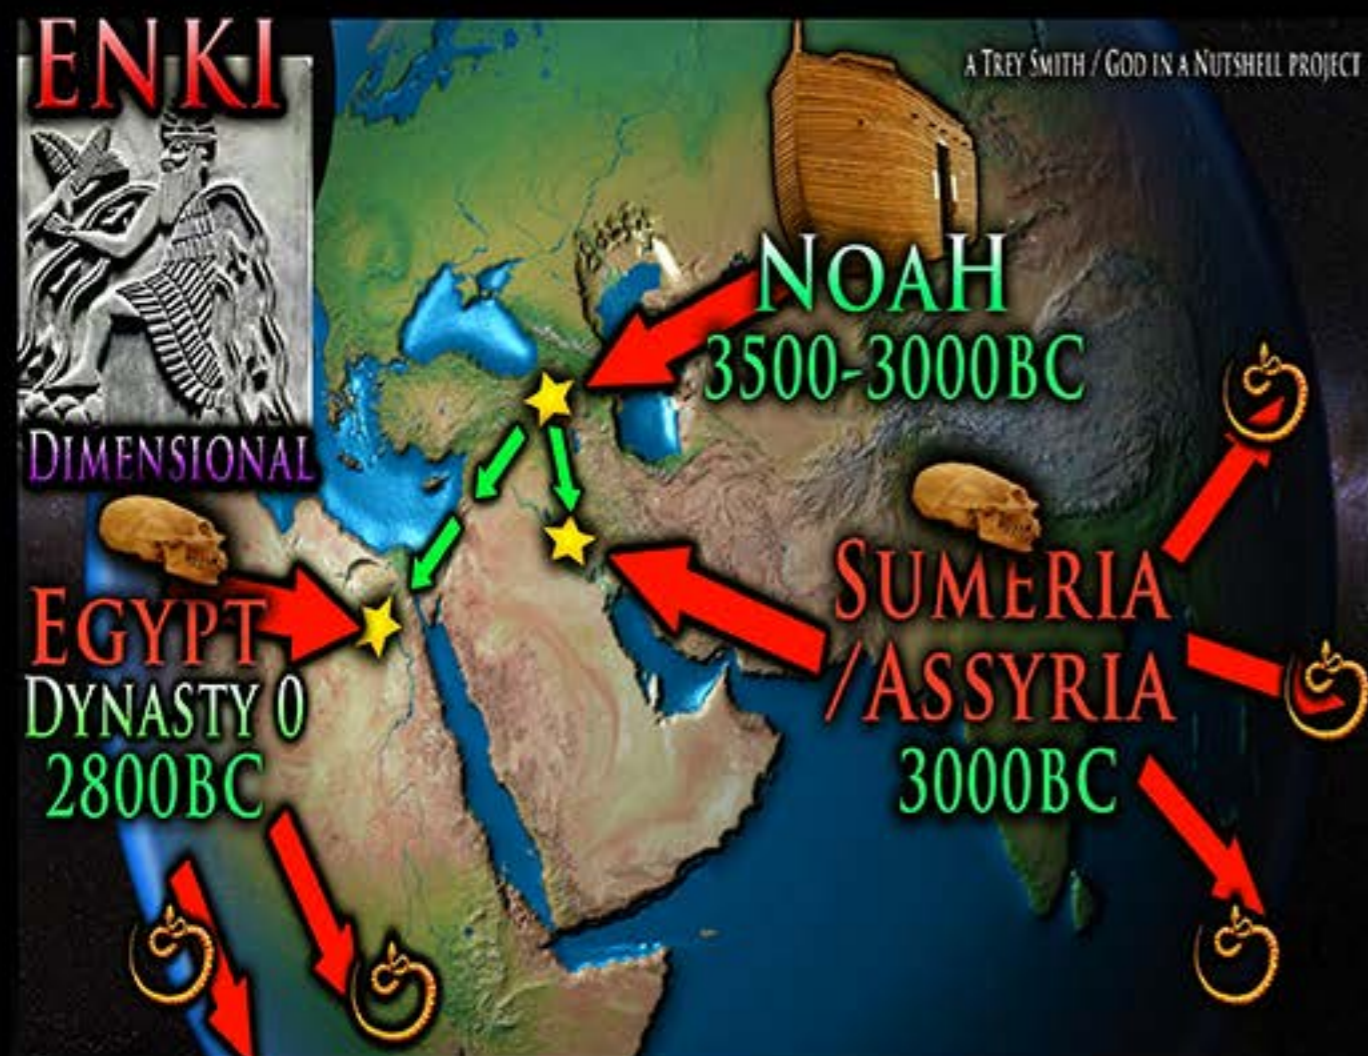 ENKI
A TREY SMITH / GOD IN A NUTSHELL PROJECT
NOAH
3500-3000BC
DIMENSIONAL
SUMERIA
/ASSYRIA
3000BC
EGYPT
DYNASTY 0
2800BC